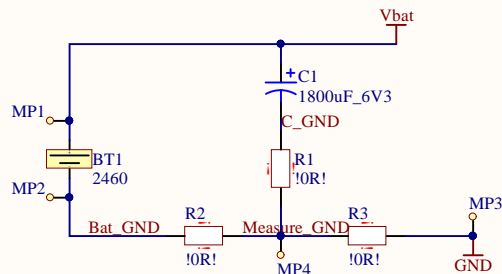 Vbat
C1
1800uF_6V3
MP1
C_GND
BT1
2460
R1
!0R!
MP2
MP3
R2
R3
Bat_GND
Measure_GND
!0R!
!0R!
MP4
GND